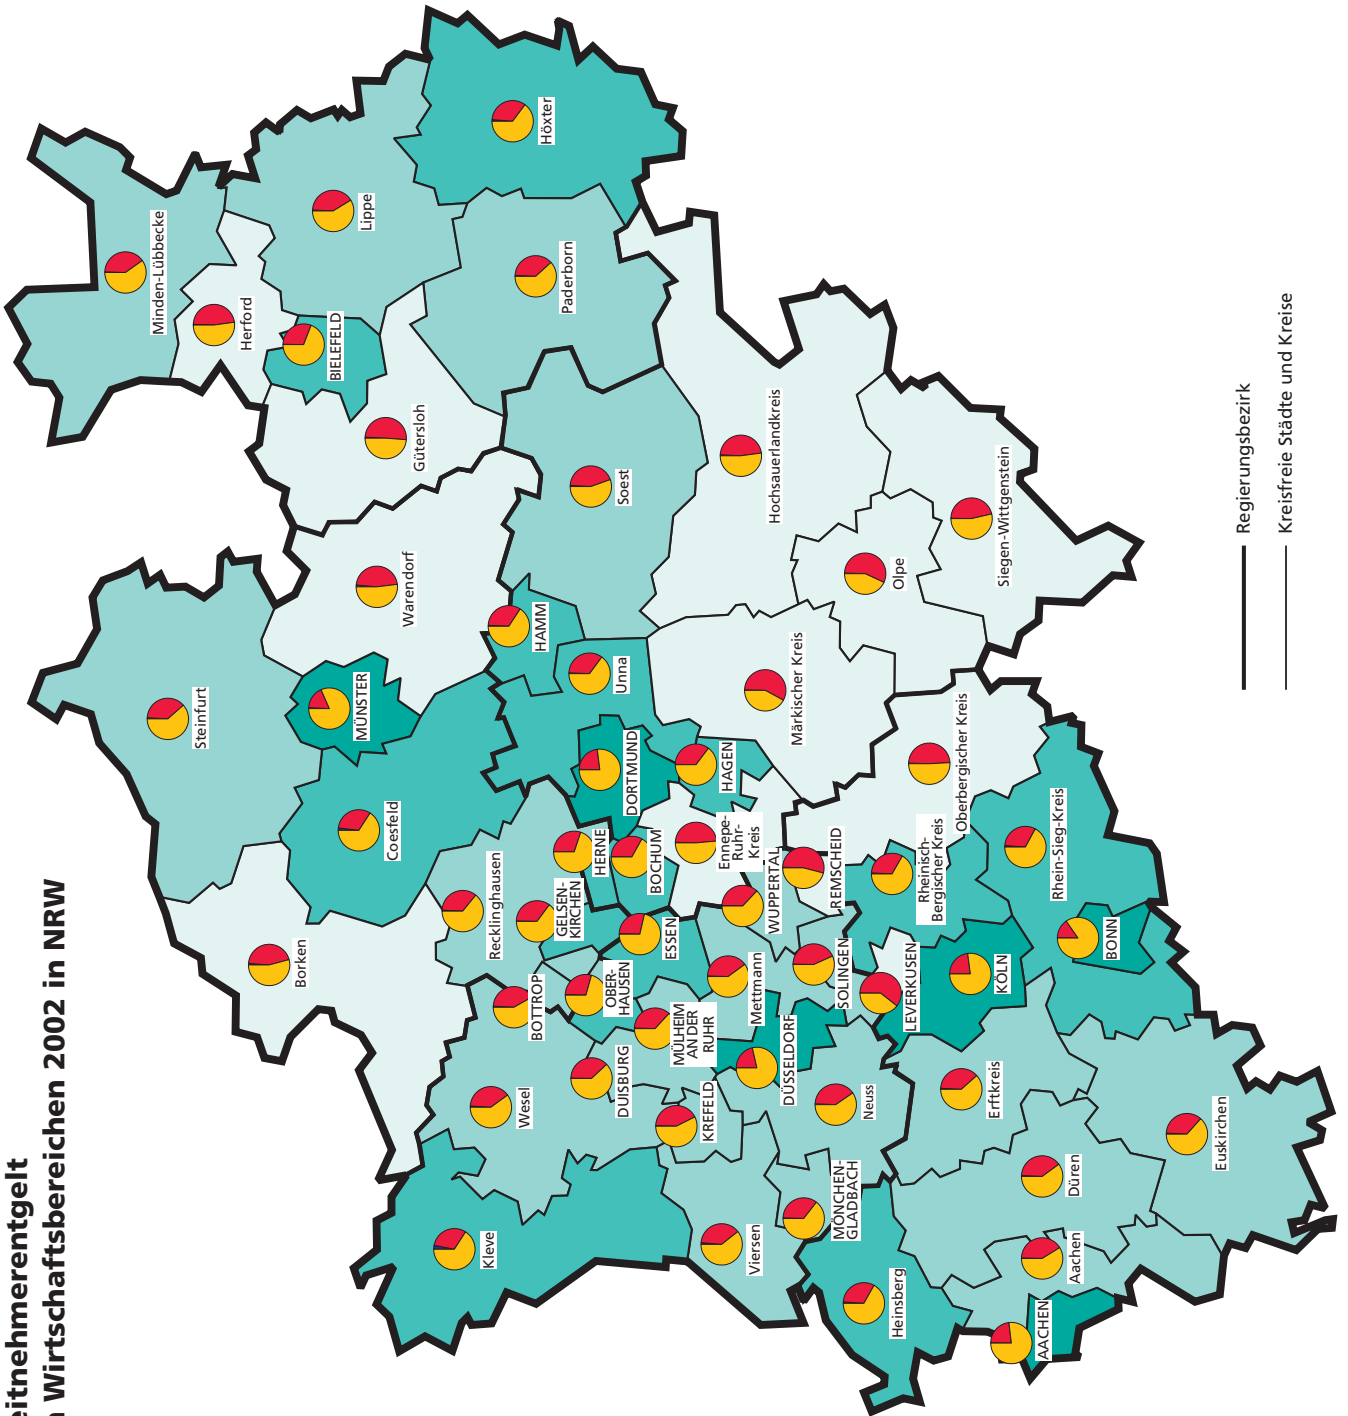 eitnehmerentgelt
Wirtschaftsbereichen 2002 in NRW
Minden-Lübbecke
Herford
BIELEFELD
Lippe
Höxter
Paderborn
Gütersloh
Soest
Hochsauerlandkreis
Siegen-Wittgenstein
Olpe
Märkischer Kreis
Steinfurt
MÜNSTER
Warendorf
HAMM
Unna
Coesfeld
DORTMUND
HAGEN
Borken
Recklinghausen
GELSEN-
KIRCHEN
HERNE
BOCHUM
Ennepe-
Ruhr-
Kreis
WUPPERTAL
REMSCHEID
Oberbergischer Kreis
Rheinisch-
Bergischer Kreis
Rhein-Sieg-Kreis
BOTTROP
OBER-
HAUSEN
ESSEN
MÜLHEIM
AN DER
RUHR
Mettmann
SOLINGEN
LEVERKUSEN
KÖLN
BONN
Wesel
DUISBURG
KREFELD
DÜSSELDORF
Neuss
Erftkreis
Euskirchen
Kleve
Viersen
MÖNCHEN-
GLADBACH
Heinsberg
Düren
Aachen
AACHEN
Regierungsbezirk
Kreisfreie Städte und Kreise